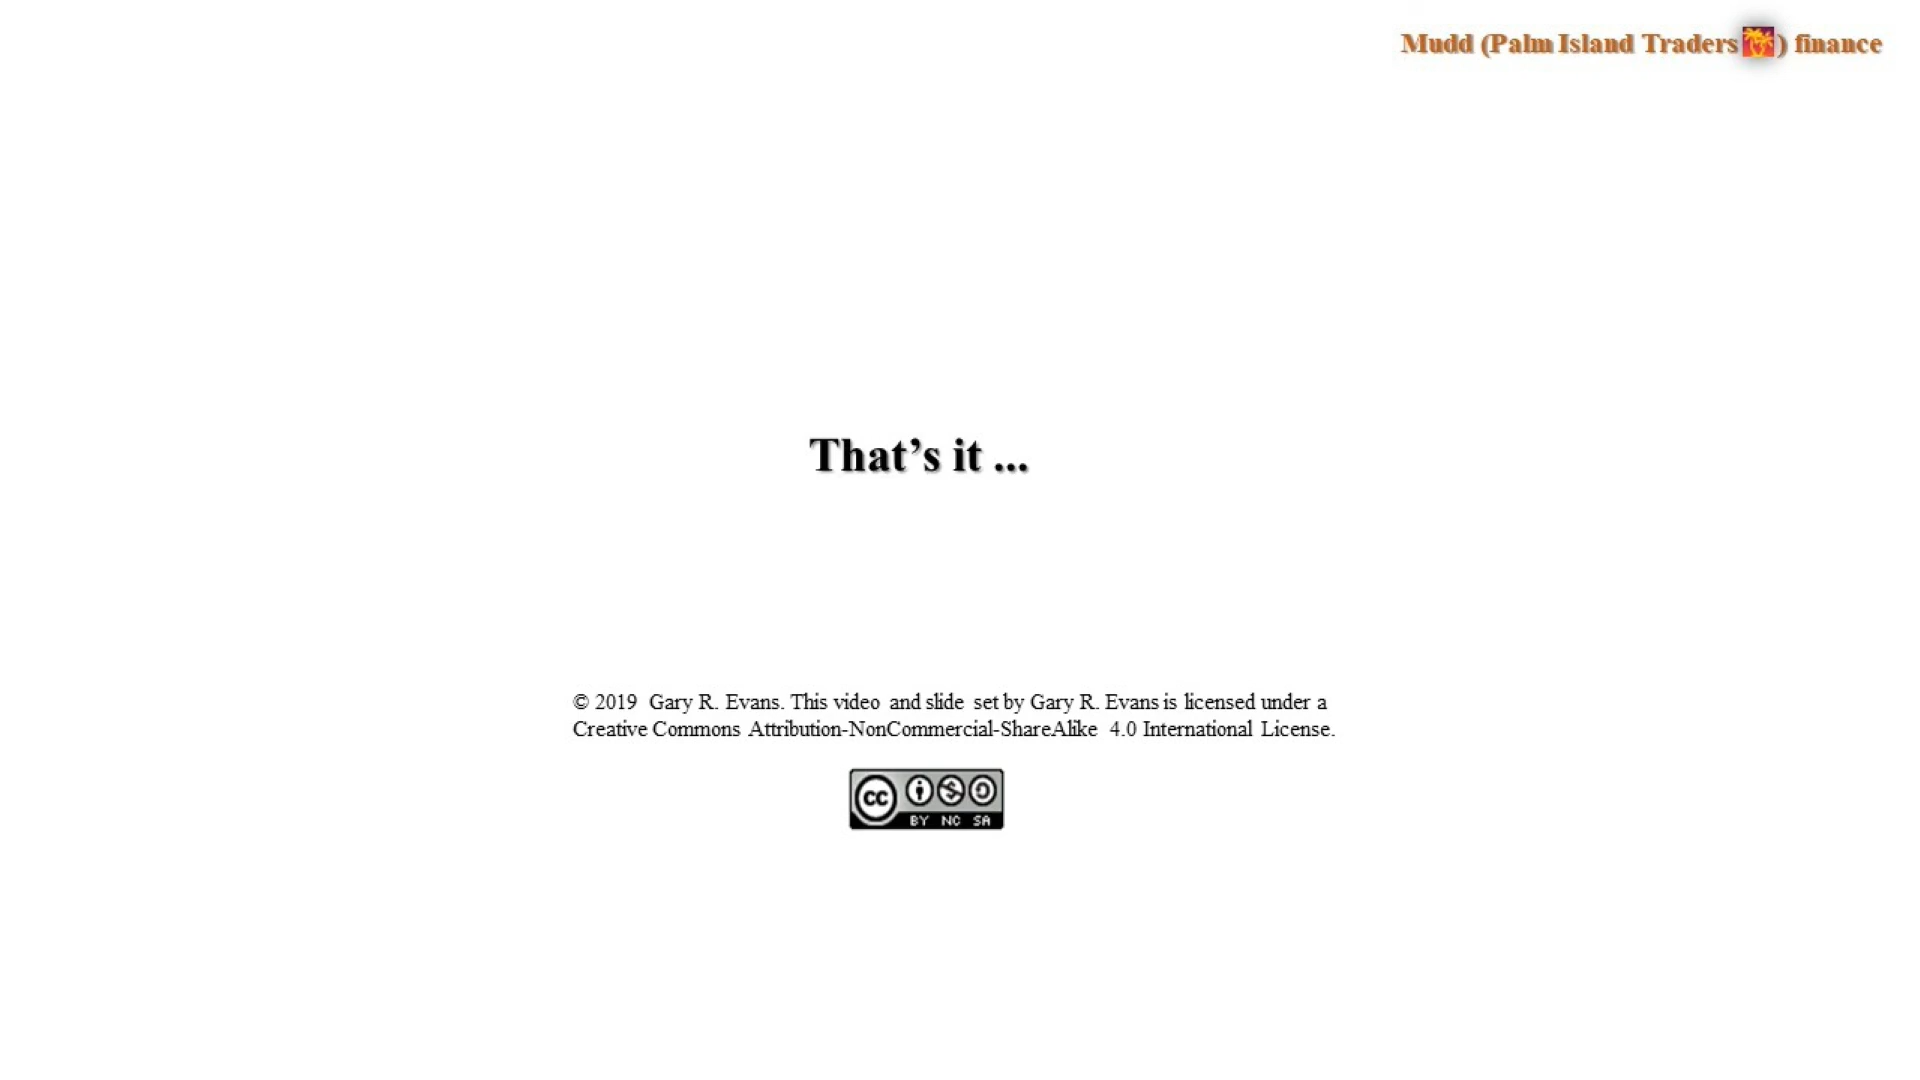 Mudd (Palm Island Traders) finance
That’s it ...
© 2019 Gary R. Evans. This video and slide set by Gary R. Evans is licensed under a
Creative Commons Attribution-NonCommercial-ShareAlike 4.0 International License.
cc
BY NC SA